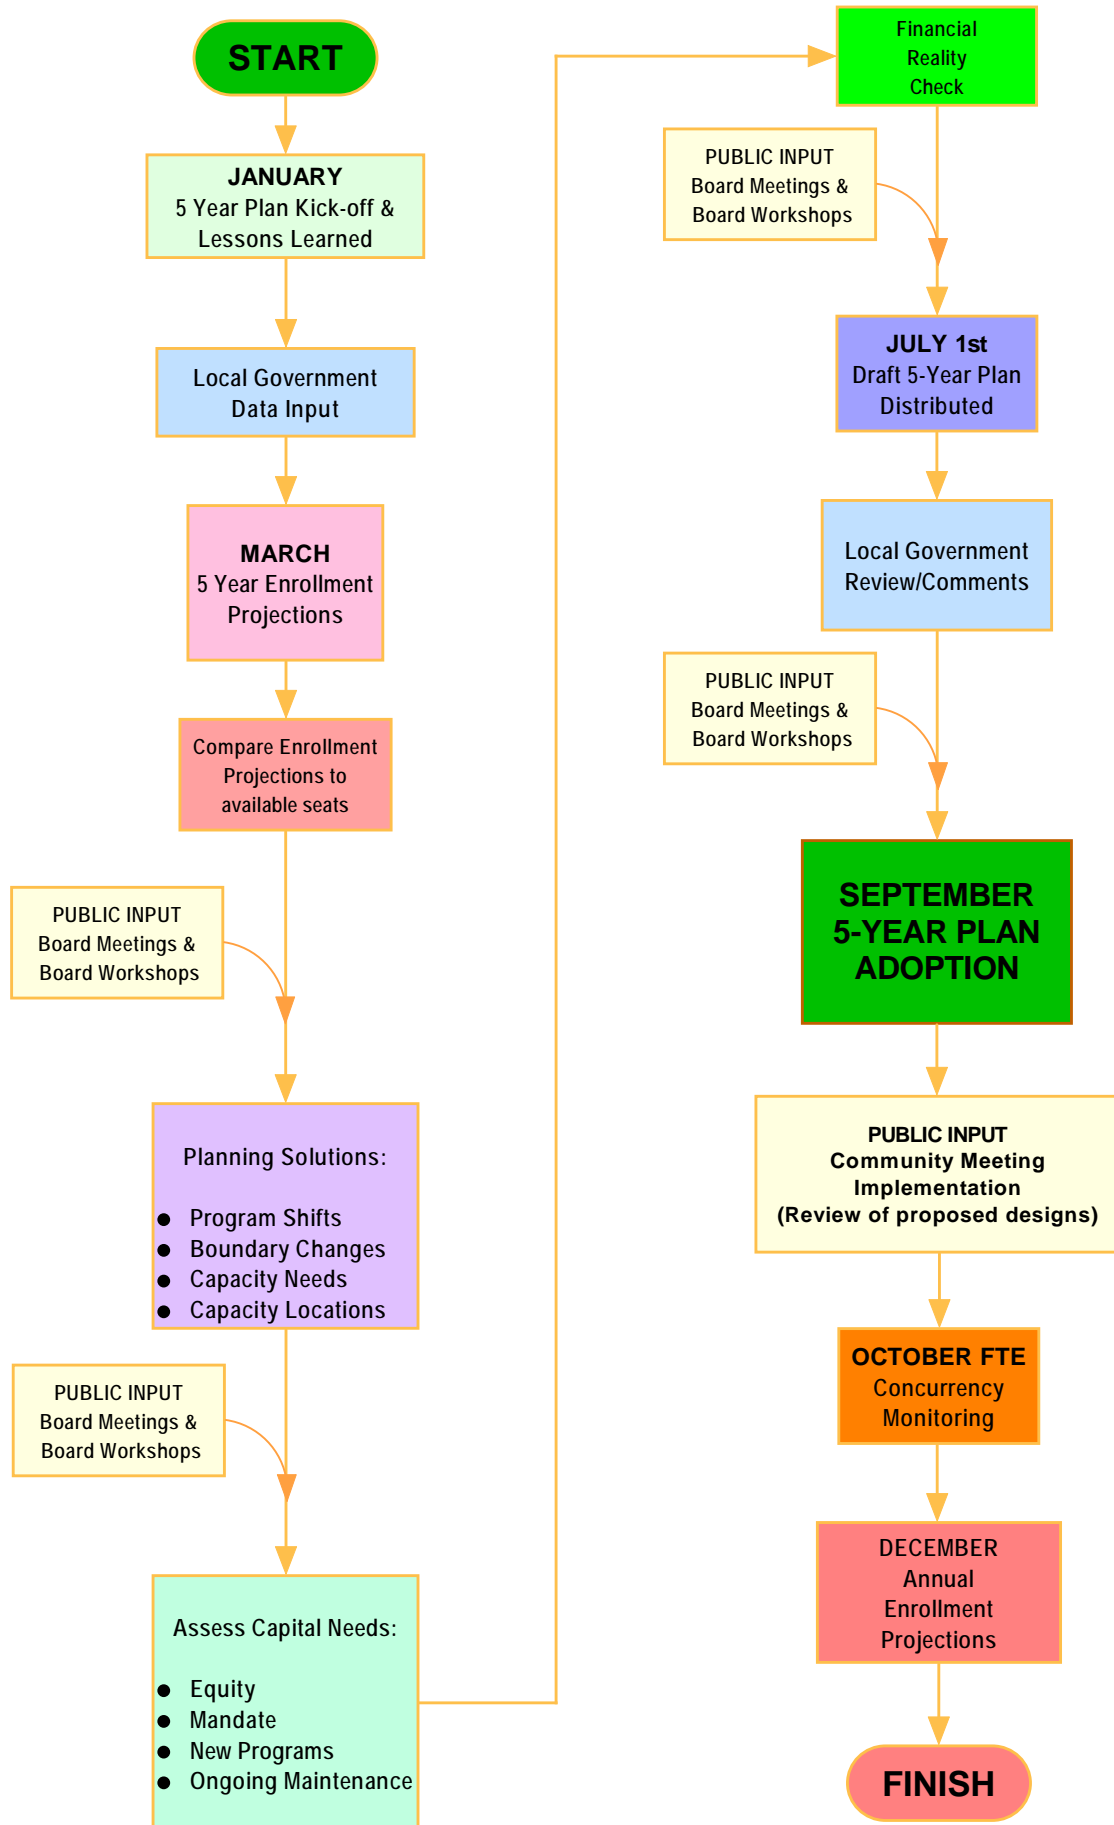 START
JANUARY
5 Year Plan Kick-off &
Lessons Learned
Local Government
Data Input
MARCH
5 Year Enrollment
Projections
Compare Enrollment
Projections to
available seats
PUBLIC INPUT
Board Meetings &
Board Workshops
Planning Solutions:
● Program Shifts
● Boundary Changes
● Capacity Needs
● Capacity Locations
PUBLIC INPUT
Board Meetings &
Board Workshops
Assess Capital Needs:
● Equity
● Mandate
● New Programs
● Ongoing Maintenance
Financial
Reality
Check
PUBLIC INPUT
Board Meetings &
Board Workshops
JULY 1st
Draft 5-Year Plan
Distributed
Local Government
Review/Comments
PUBLIC INPUT
Board Meetings &
Board Workshops
SEPTEMBER
5-YEAR PLAN
ADOPTION
PUBLIC INPUT
Community Meeting
Implementation
(Review of proposed designs)
OCTOBER FTE
Concurrency
Monitoring
DECEMBER
Annual
Enrollment
Projections
FINISH